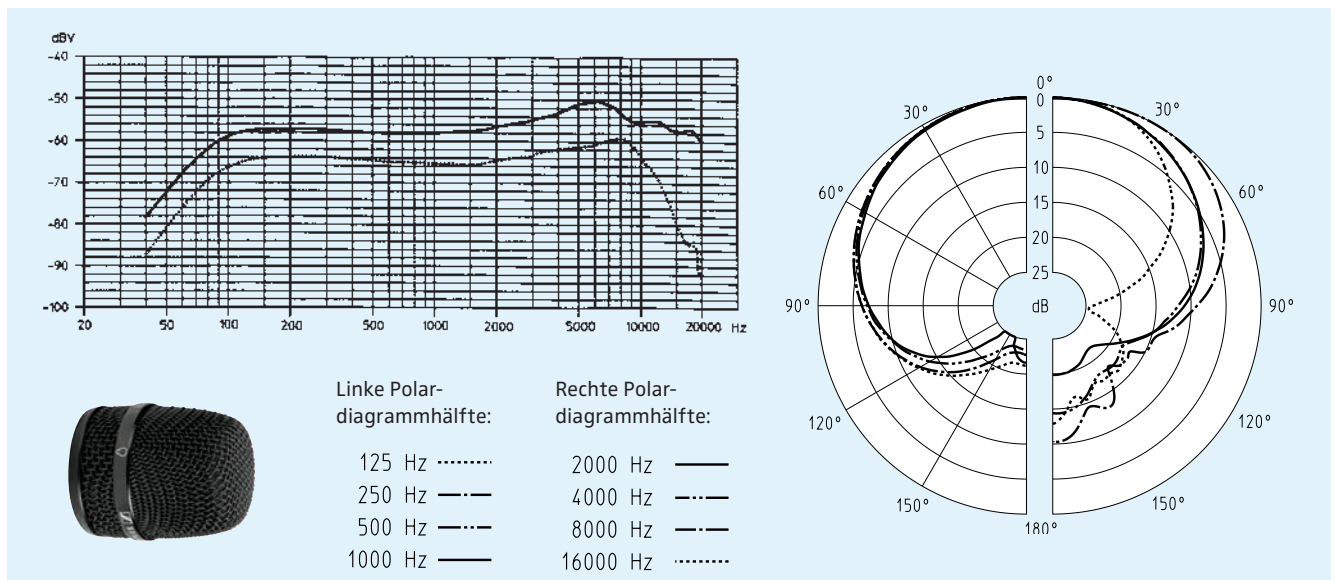 dBV
-40
-50
-60
-70
-80
-90
-100
20 50 100 200 500 1000 2000 5000 10000 20000 Hz
0°
0
5
10
15
20
25
dB
30° 30°
60° 60°
90° 90°
120° 120°
150° 150°
180°
Linke Polar-
diagrammhälfte:
125 Hz
250 Hz
500 Hz
1000 Hz
Rechte Polar-
diagrammhälfte:
2000 Hz
4000 Hz
8000 Hz
16000 Hz